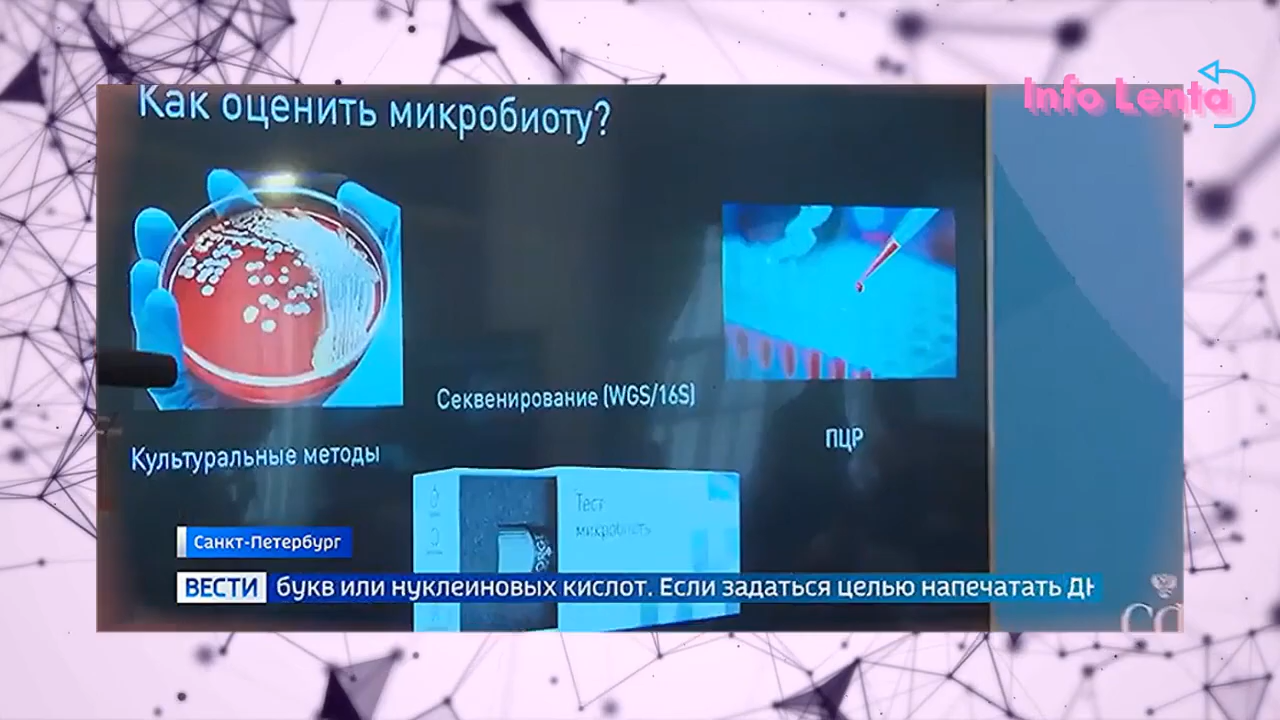 Info Lenta
Как оценить микробиоту?
Секвенирование (WGS/16S)
ПЦР
Культуральные методы
Тест
микробиоты
Санкт-Петербург
ВЕСТИ букв или нуклеиновых кислот. Если задаться целью напечатать ДН